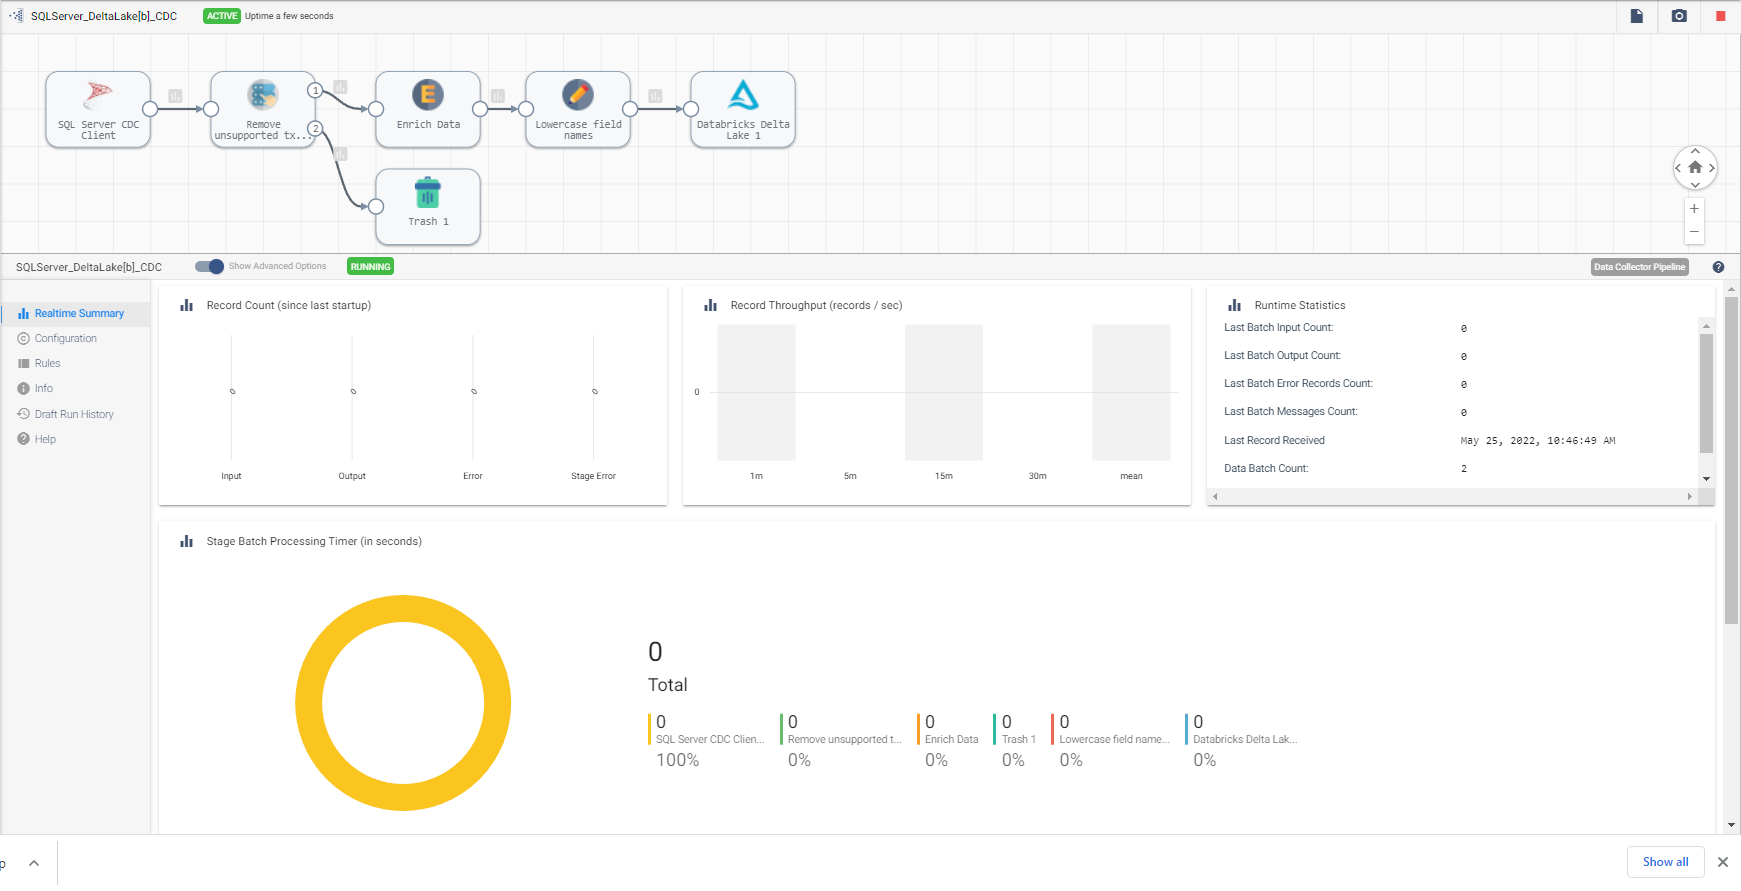 SQLServer_DeltaLake[b]_CDC
ACTIVE Uptime a few seconds
SQL Server CDC
Client
Remove
unsupported tx...
1
2
Enrich Data
Lowercase field
names
Databricks Delta
Lake 1
Trash 1
SQLServer_DeltaLake[b]_CDC
Show Advanced Options
RUNNING
Data Collector Pipeline
Realtime Summary
Configuration
Rules
Info
Draft Run History
Help
Record Count (since last startup)
0 0 0 0
Input Output Error Stage Error
Record Throughput (records / sec)
0
1m 5m 15m 30m mean
Runtime Statistics
Last Batch Input Count: 0
Last Batch Output Count: 0
Last Batch Error Records Count: 0
Last Batch Messages Count: 0
Last Record Received May 25, 2022, 10:46:49 AM
Data Batch Count: 2
Stage Batch Processing Timer (in seconds)
0
Total
0 0 0 0 0 0
SQL Server CDC Clien... Remove unsupported t... Enrich Data Trash 1 Lowercase field name... Databricks Delta Lak...
100% 0% 0% 0% 0% 0%
p
Show all